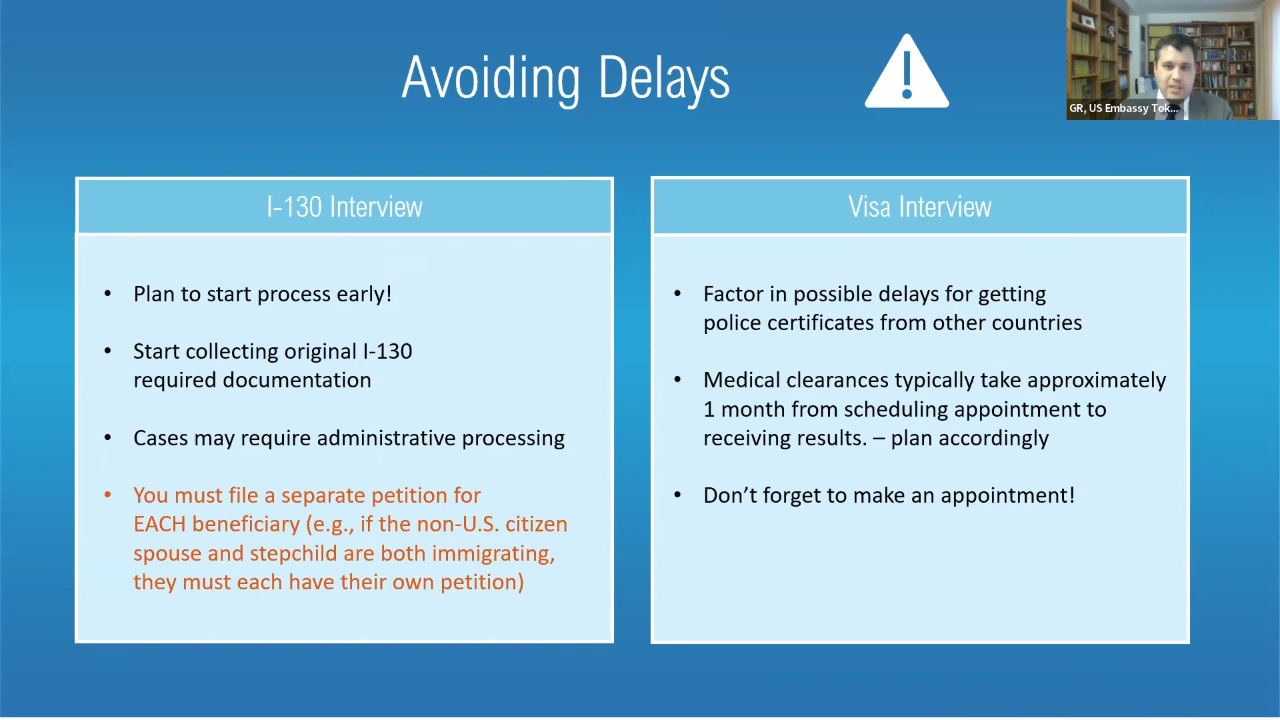 Avoiding Delays
GR, US Embassy Tok...
I-130 Interview
• Plan to start process early!
• Start collecting original I-130
required documentation
• Cases may require administrative processing
• You must file a separate petition for
EACH beneficiary (e.g., if the non-U.S. citizen
spouse and stepchild are both immigrating,
they must each have their own petition)
Visa Interview
• Factor in possible delays for getting
police certificates from other countries
• Medical clearances typically take approximately
1 month from scheduling appointment to
receiving results. – plan accordingly
• Don’t forget to make an appointment!